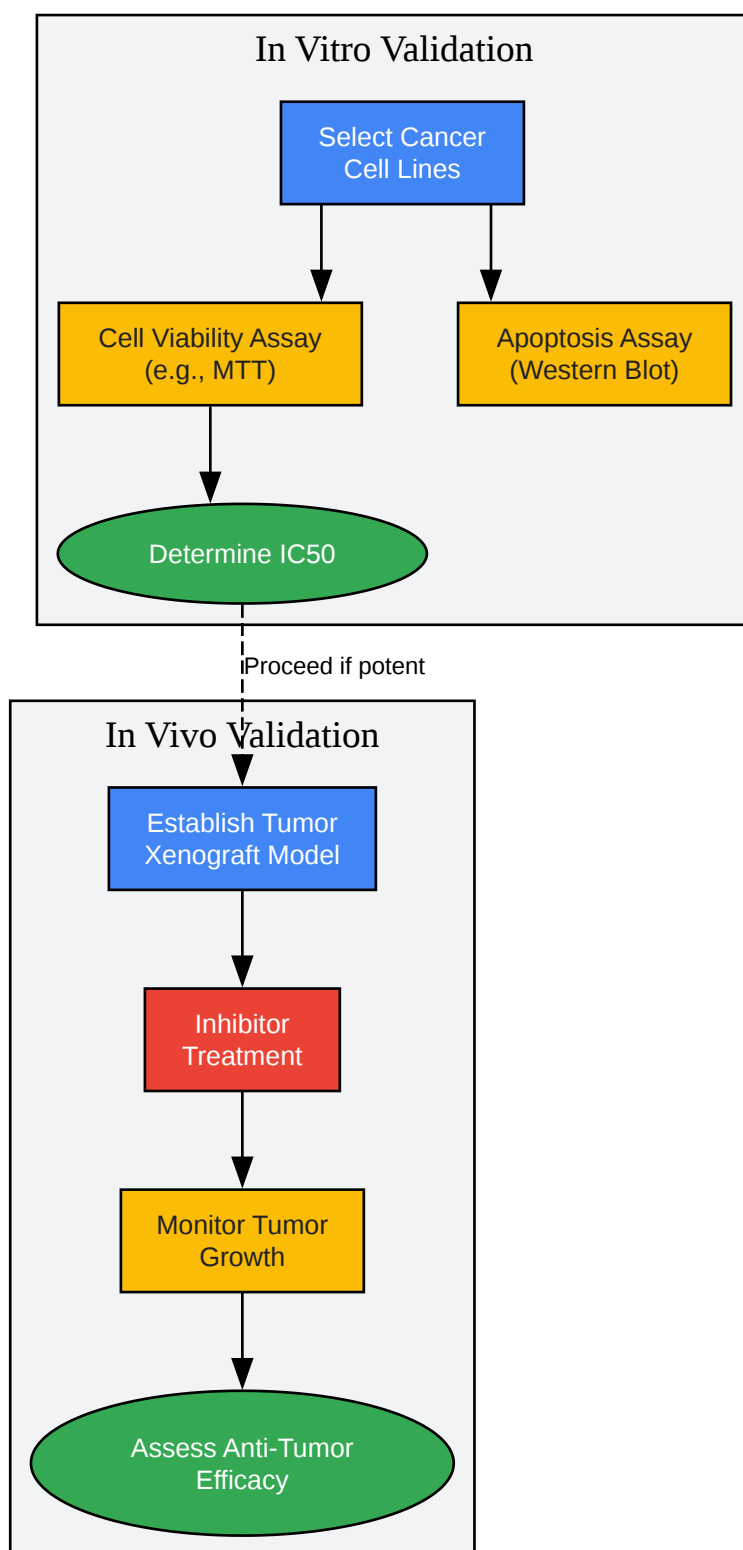 In Vitro Validation
Select Cancer
Cell Lines
Cell Viability Assay
(e.g., MTT)
Apoptosis Assay
(Western Blot)
Determine IC50
Proceed if potent
In Vivo Validation
Establish Tumor
Xenograft Model
Inhibitor
Treatment
Monitor Tumor
Growth
Assess Anti-Tumor
Efficacy